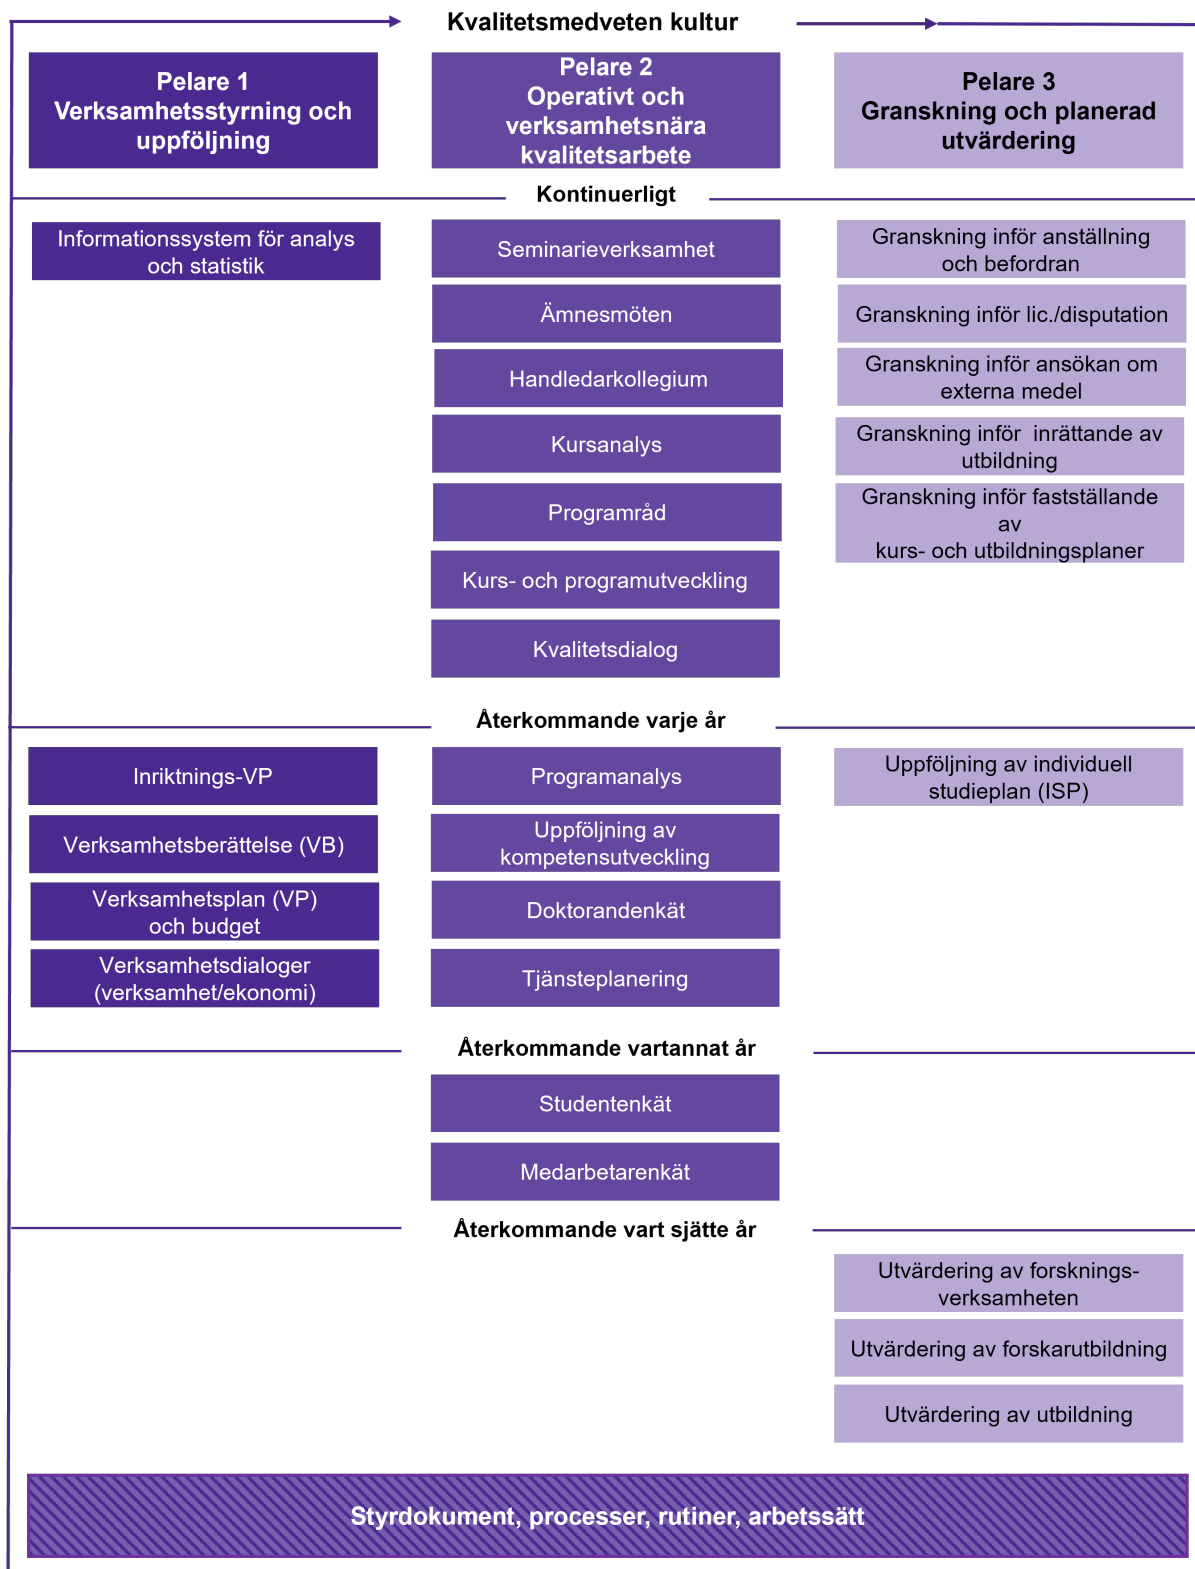 Kvalitetsmedveten kultur
Pelare 1
Verksamhetsstyrning och
uppföljning
Pelare 2
Operativt och
verksamhetsnära
kvalitetsarbete
Pelare 3
Granskning och planerad
utvärdering
Kontinuerligt
Informationssystem för analys
och statistik
Seminarieverksamhet
Ämnesmöten
Handledarkollegium
Kursanalys
Programråd
Kurs- och programutveckling
Kvalitetsdialog
Granskning inför anställning
och befordran
Granskning inför lic./disputation
Granskning inför ansökan om
externa medel
Granskning inför  inrättande av
utbildning
Granskning inför fastställande
av
kurs- och utbildningsplaner
Återkommande varje år
Inriktnings-VP
Verksamhetsberättelse (VB)
Verksamhetsplan (VP)
och budget
Verksamhetsdialoger
(verksamhet/ekonomi)
Programanalys
Uppföljning av
kompetensutveckling
Doktorandenkät
Tjänsteplanering
Uppföljning av individuell
studieplan (ISP)
Återkommande vartannat år
Studentenkät
Medarbetarenkät
Återkommande vart sjätte år
Utvärdering av forsknings-
verksamheten
Utvärdering av forskarutbildning
Utvärdering av utbildning
Styrdokument, processer, rutiner, arbetssätt